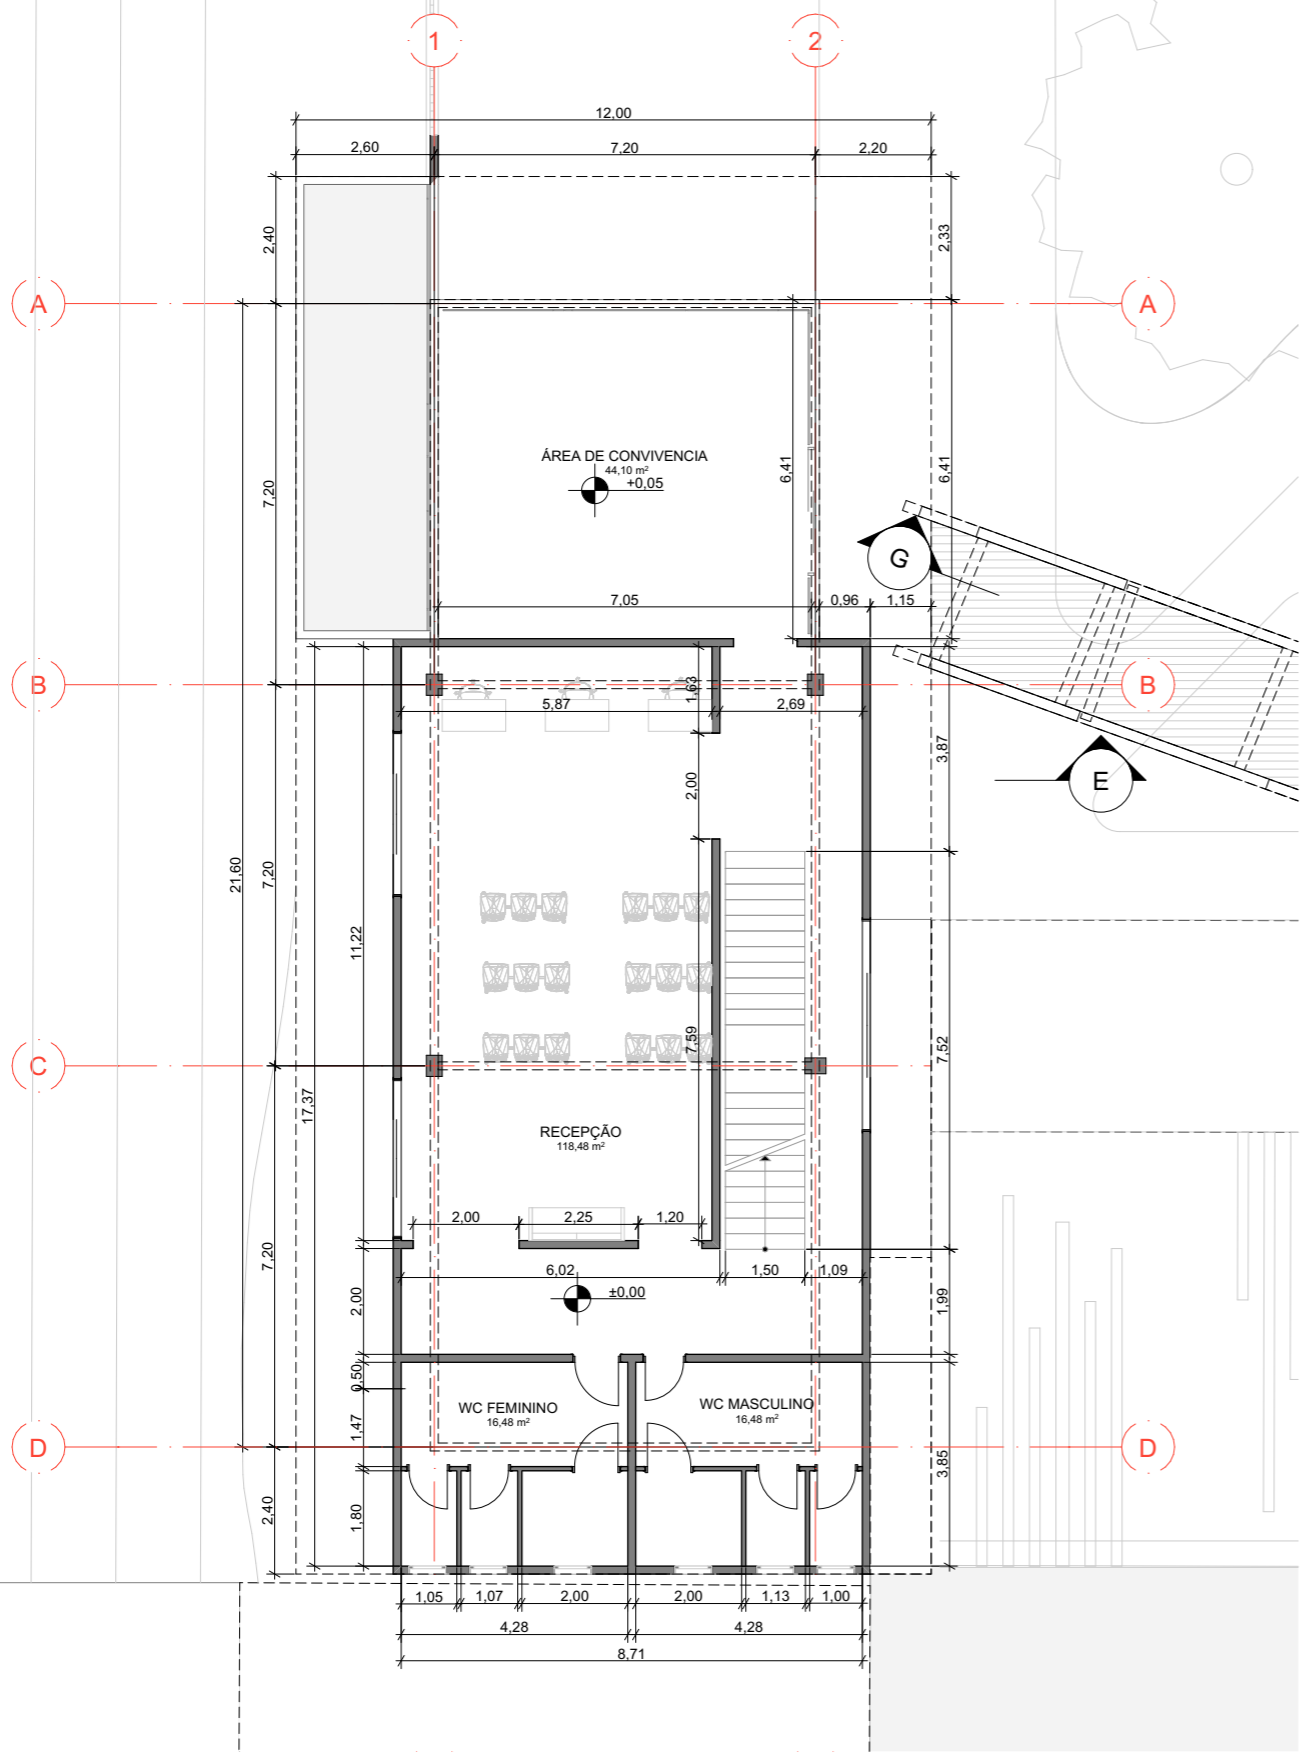 1
2
12,00
2,60
7,20
2,20
2,40
2,33
A
A
ÁREA DE CONVIVENCIA
44,10 m²
+0,05
6,41
6,41
7,20
G
7,05
0,96
1,15
B
B
1,63
5,87
2,69
3,87
2,00
E
21,60
7,20
11,22
7,59
7,52
C
17,37
RECEPÇÃO
118,48 m²
2,00
2,25
1,20
7,20
6,02
1,50
1,09
±0,00
2,00
1,99
0,50
WC FEMININO
16,48 m²
WC MASCULINO
16,48 m²
1,47
D
D
3,85
2,40
1,80
1,05
1,07
2,00
2,00
1,13
1,00
4,28
4,28
8,71